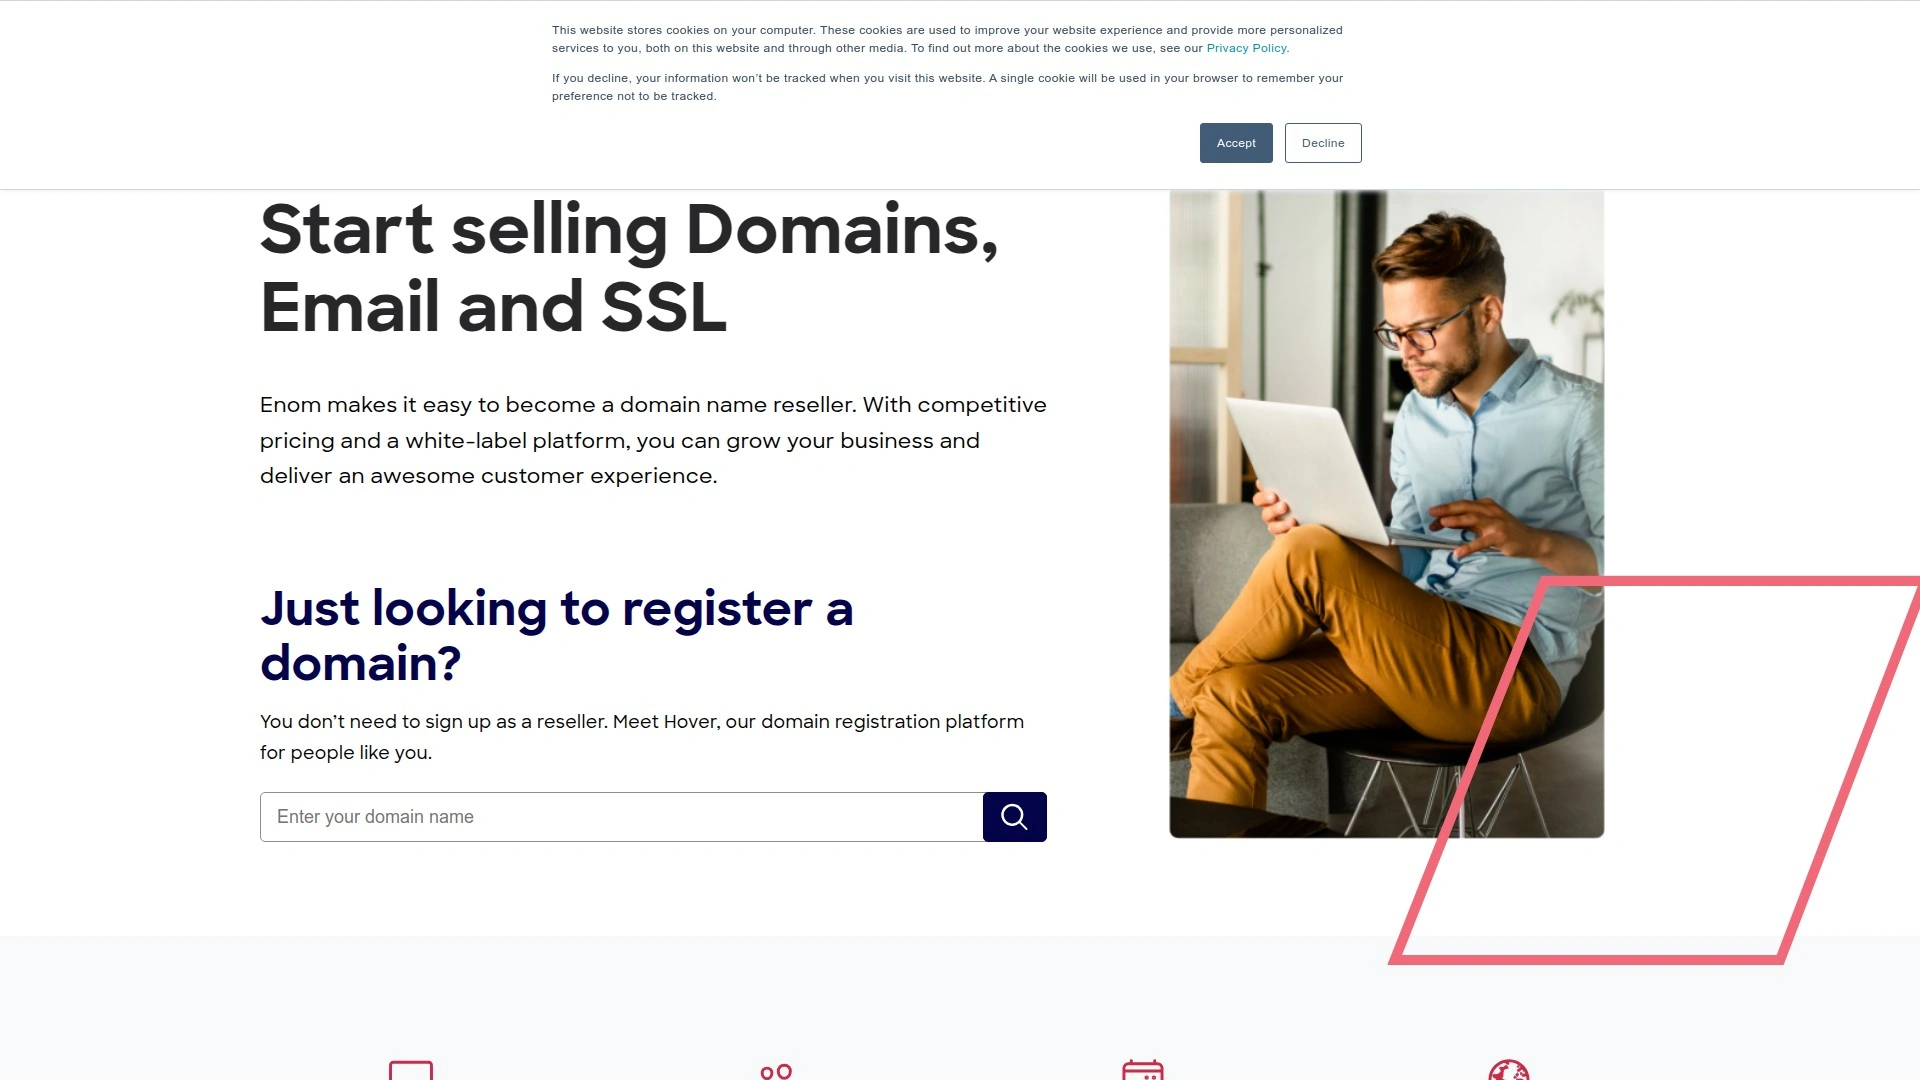 This website stores cookies on your computer. These cookies are used to improve your website experience and provide more personalized
services to you, both on this website and through other media. To find out more about the cookies we use, see our Privacy Policy.
If you decline, your information won’t be tracked when you visit this website. A single cookie will be used in your browser to remember your
preference not to be tracked.
Accept
Decline
Start selling Domains,
Email and SSL
Enom makes it easy to become a domain name reseller. With competitive
pricing and a white-label platform, you can grow your business and
deliver an awesome customer experience.
Just looking to register a
domain?
You don’t need to sign up as a reseller. Meet Hover, our domain registration platform
for people like you.
Enter your domain name